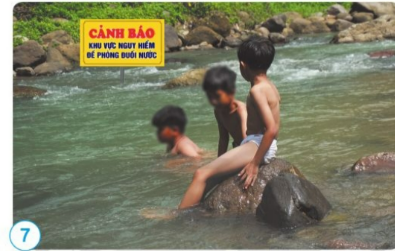 CẢNH BÁO
KHU VỰC NGUY HIỂM
ĐỀ PHÒNG ĐUỐI NƯỚC
7